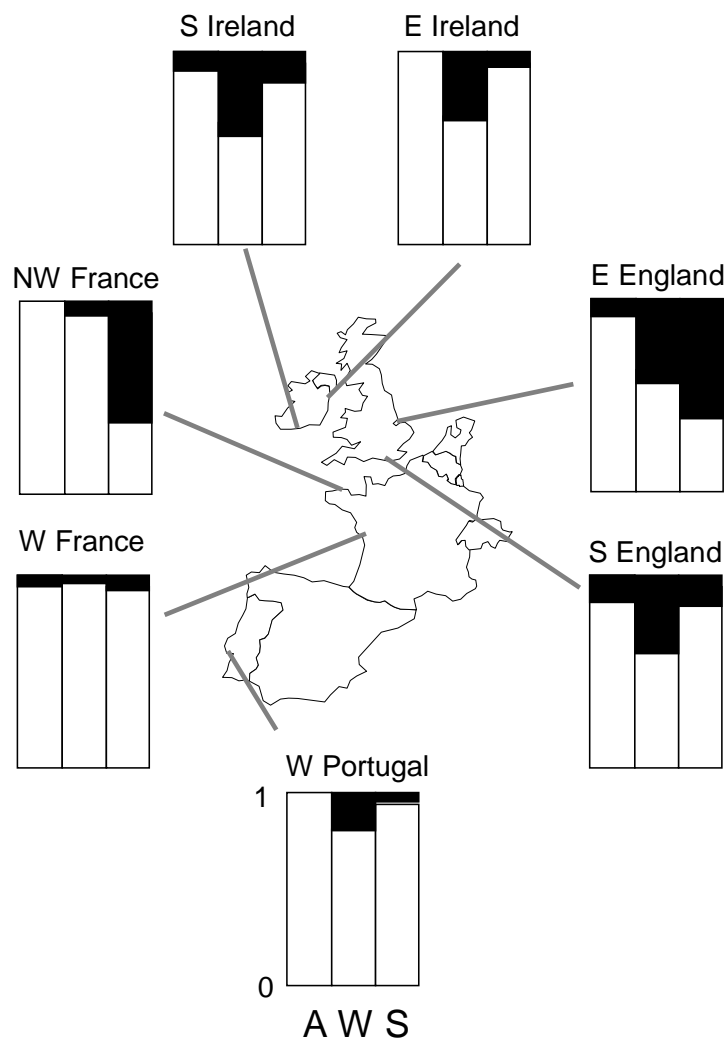 S Ireland
E Ireland
NW France
E England
W France
S England
W Portugal
1
0
A W S